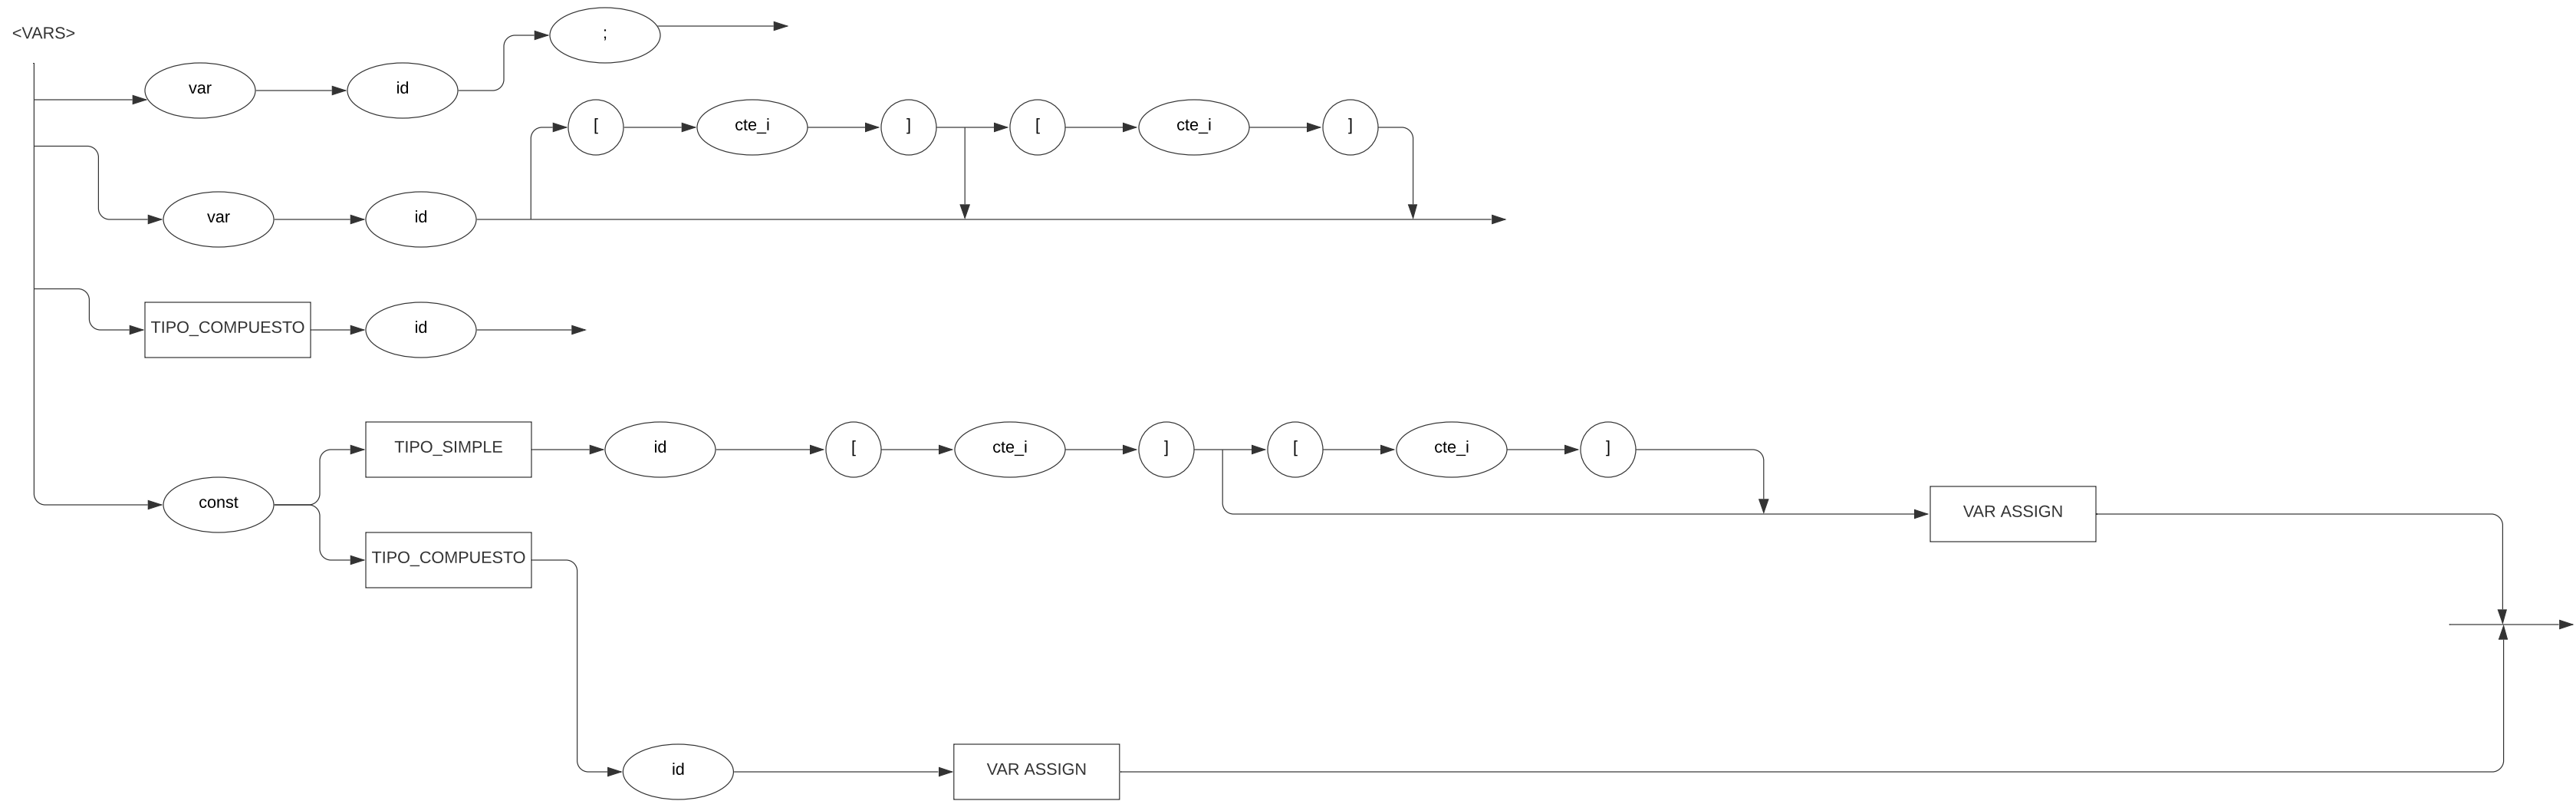 <VARS>
var id ;
[ cte_i ] [ cte_i ]
var id
TIPO_COMPUESTO id
TIPO_SIMPLE id [ cte_i ] [ cte_i ]
const
VAR ASSIGN
TIPO_COMPUESTO
id VAR ASSIGN